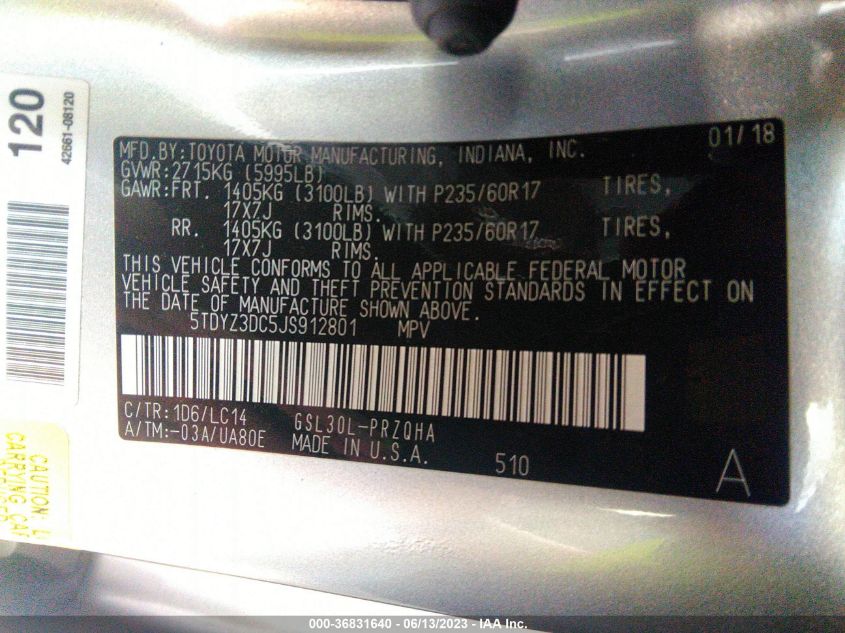 120
42661-08120
MFD.BY:TOYOTA MOTOR MANUFACTURING, INDIANA, INC. 01/18
GVWR:2715KG (5995LB)
GAWR:FRT. 1405KG (3100LB) WITH P235/60R17 TIRES,
17X7J RIMS.
RR. 1405KG (3100LB) WITH P235/60R17 TIRES,
17X7J RIMS.
THIS VEHICLE CONFORMS TO ALL APPLICABLE FEDERAL MOTOR
VEHICLE SAFETY AND THEFT PREVENTION STANDARDS IN EFFECT ON
THE DATE OF MANUFACTURE SHOWN ABOVE.
5TDYZ3DC5JS912801 MPV
C/TR:1D6/LC14 GSL30L-PRZQHA
A/TM:-03A/UA80E MADE IN U.S.A. 510 A
CAUTION:
CARRYING
000-36831640 — 06/13/2023 — IAA Inc.